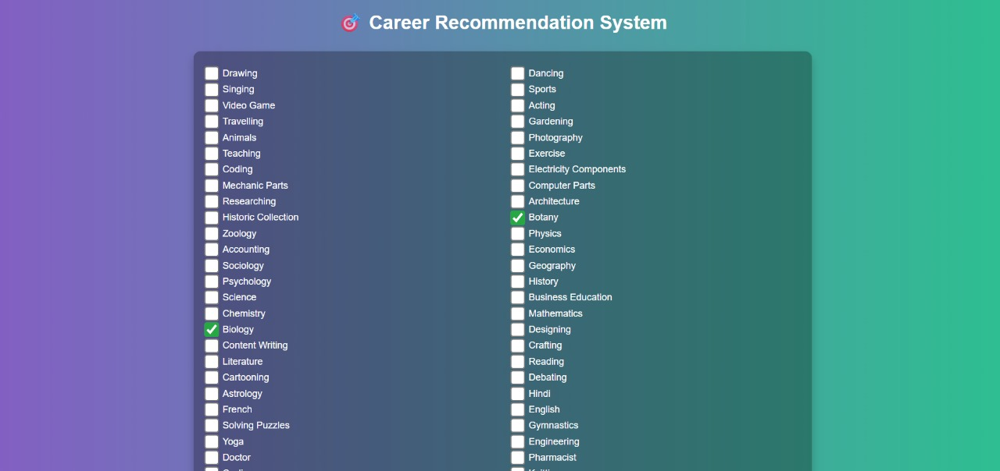 Career Recommendation System
Drawing
Dancing
Singing
Sports
Video Game
Acting
Travelling
Gardening
Animals
Photography
Teaching
Exercise
Coding
Electricity Components
Mechanic Parts
Computer Parts
Researching
Architecture
Historic Collection
Botany
Zoology
Physics
Accounting
Economics
Sociology
Geography
Psychology
History
Science
Business Education
Chemistry
Mathematics
Biology
Designing
Content Writing
Crafting
Literature
Reading
Cartooning
Debating
Astrology
Hindi
French
English
Solving Puzzles
Gymnastics
Yoga
Engineering
Doctor
Pharmacist